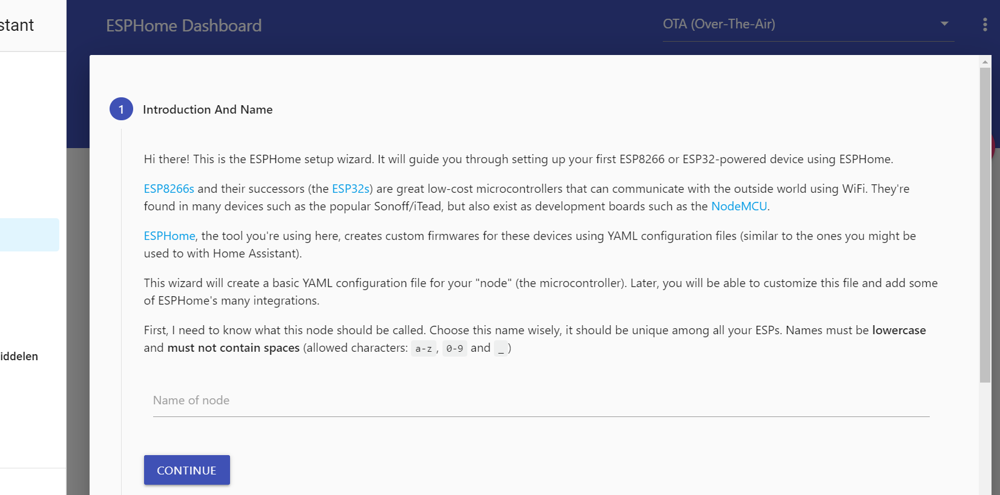 stant
ESPHome Dashboard
OTA (Over-The-Air)
1 Introduction And Name
Hi there! This is the ESPHome setup wizard. It will guide you through setting up your first ESP8266 or ESP32-powered device using ESPHome.
ESP8266s and their successors (the ESP32s) are great low-cost microcontrollers that can communicate with the outside world using WiFi. They're
found in many devices such as the popular Sonoff/iTead, but also exist as development boards such as the NodeMCU.
ESPHome, the tool you're using here, creates custom firmwares for these devices using YAML configuration files (similar to the ones you might be
used to with Home Assistant).
This wizard will create a basic YAML configuration file for your "node" (the microcontroller). Later, you will be able to customize this file and add some
of ESPHome's many integrations.
First, I need to know what this node should be called. Choose this name wisely, it should be unique among all your ESPs. Names must be lowercase
and must not contain spaces (allowed characters: a-z, 0-9 and _)
iddelen
Name of node
CONTINUE